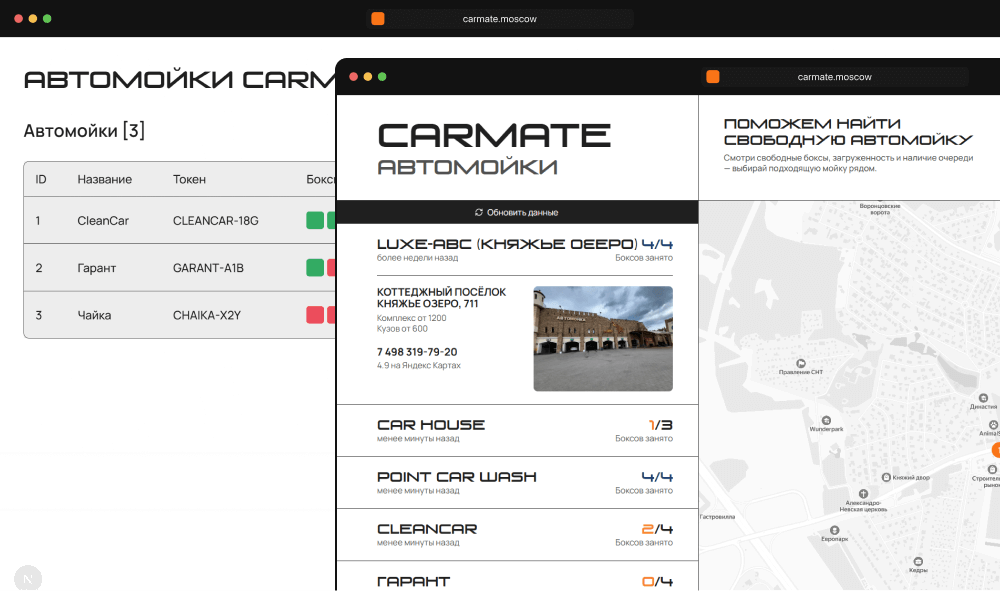 carmate.moscow
АВТОМОЙКИ CARM
Автомойки [3]
ID Название Токен Бокс
1 CleanCar CLEANCAR-18G
2 Гарант GARANT-A1B
3 Чайка CHAIKA-X2Y
N
carmate.moscow
CARMATE
АВТОМОЙКИ
Обновить данные
LUXE-АВС (КНЯЖЬЕ ОЕЕРО) 4/4
более недели назад Боксов занято
КОТТЕДЖНЫЙ ПОСЁЛОК
КНЯЖЬЕ ОЗЕРО, 711
Комплекс от 1200
Кузов от 600
7 498 319-79-20
4.9 на Яндекс Картах
АВТОМОЙКА
CAR HOUSE 1/3
менее минуты назад Боксов занято
POINT CAR WASH 4/4
менее минуты назад Боксов занято
CLEANCAR 2/4
менее минуты назад Боксов занято
ГАРАНТ 0/4
ПОМОЖЕМ НАЙТИ
СВОБОДНУЮ АВТОМОЙКУ
Смотри свободные боксы, загруженность и наличие очереди
— выбирай подходящую мойку рядом.
Воронцовские
ворота
Правление СНТ
Династия
Wunderpark
Animal
Княжий двор
Строитель
рыно
Александро-
Невская церковь
Гастровилла
Европарк
Кедры